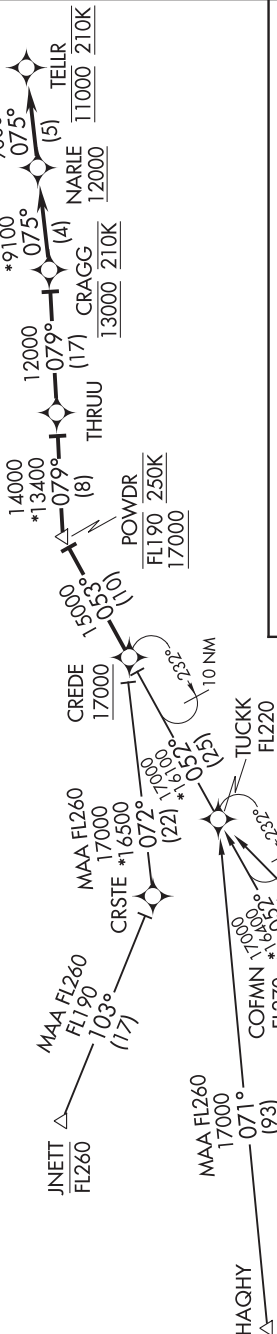 TELLR
11000 210K
075°
(5)
NARLE
12000
*9100
075°
(4)
CRAGG
13000 210K
12000
079°
(17)
THRUU
14000
*13400
079°
(8)
POWDR
FL190 250K
17000
15000
053°
(10)
CREDE
17000
232°
10 NM
17000
*16100
052°
(25)
TUCKK
FL220
232°
MAA FL260
17000
*16500
072°
(22)
CRSTE
MAA FL260
FL190
103°
(17)
JNETT
FL260
COFMN
17000
*16400
052°
MAA FL260
17000
071°
(93)
HAQHY